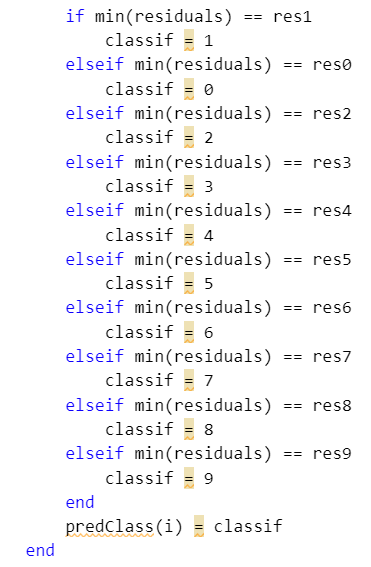 if min(residuals) == res1
classif = 1
elseif min(residuals) == res0
classif = 0
elseif min(residuals) == res2
classif = 2
elseif min(residuals) == res3
classif = 3
elseif min(residuals) == res4
classif = 4
elseif min(residuals) == res5
classif = 5
elseif min(residuals) == res6
classif = 6
elseif min(residuals) == res7
classif = 7
elseif min(residuals) == res8
classif = 8
elseif min(residuals) == res9
classif = 9
end
predClass(i) = classif
end